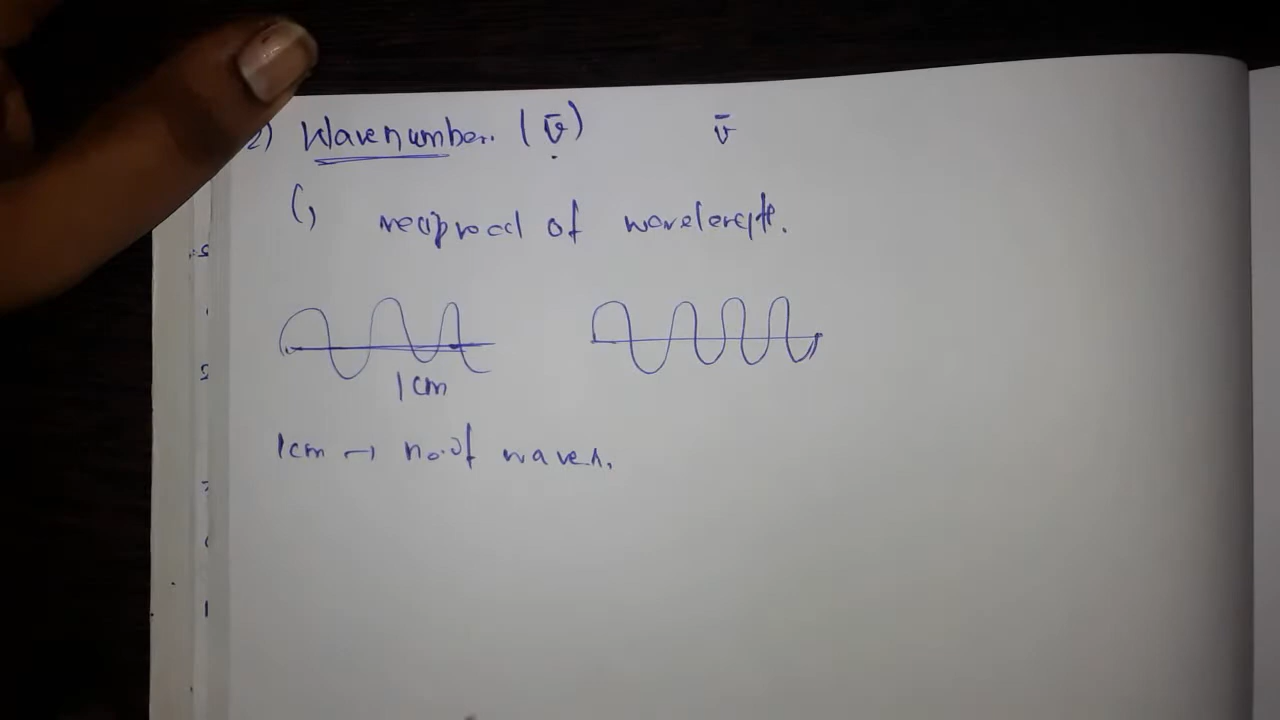 2) Wavenumber. (ῡ) ῡ
reciprocal of wavelength.
1cm
1cm → no. of waves.